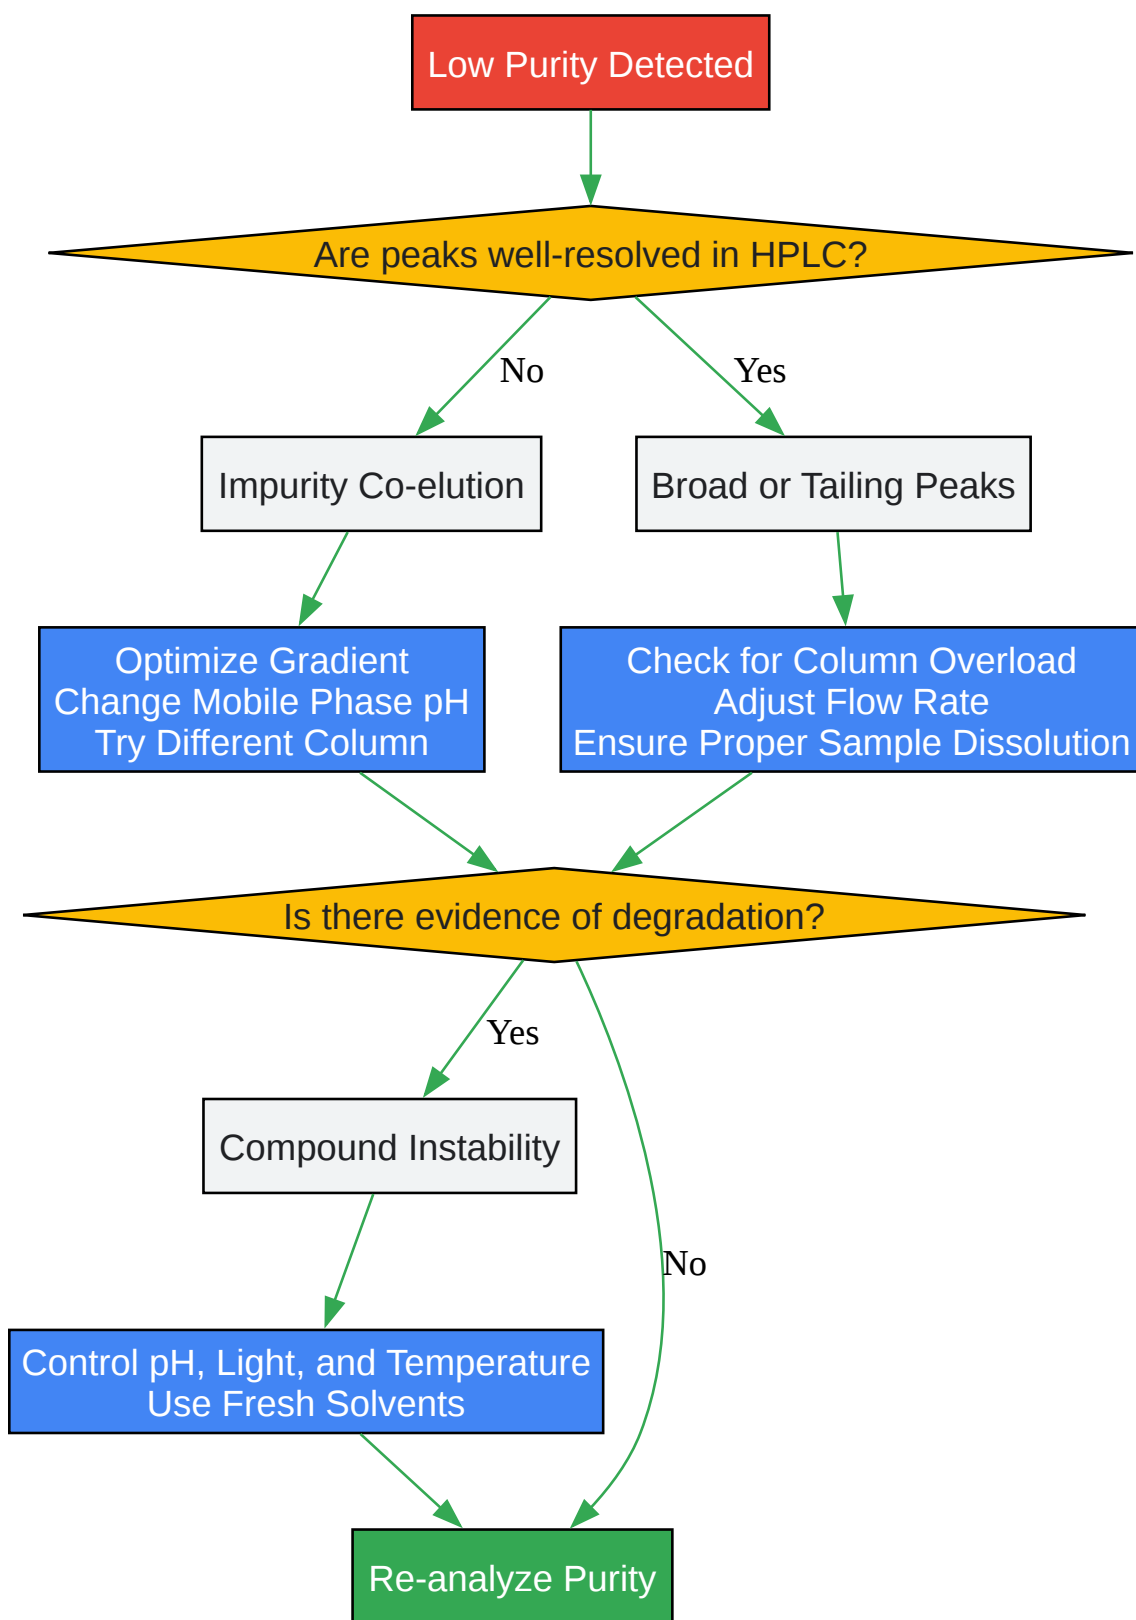 Low Purity Detected
Are peaks well-resolved in HPLC?
No
Yes
Impurity Co-elution
Broad or Tailing Peaks
Optimize Gradient
Change Mobile Phase pH
Try Different Column
Check for Column Overload
Adjust Flow Rate
Ensure Proper Sample Dissolution
Is there evidence of degradation?
Yes
Compound Instability
No
Control pH, Light, and Temperature
Use Fresh Solvents
Re-analyze Purity